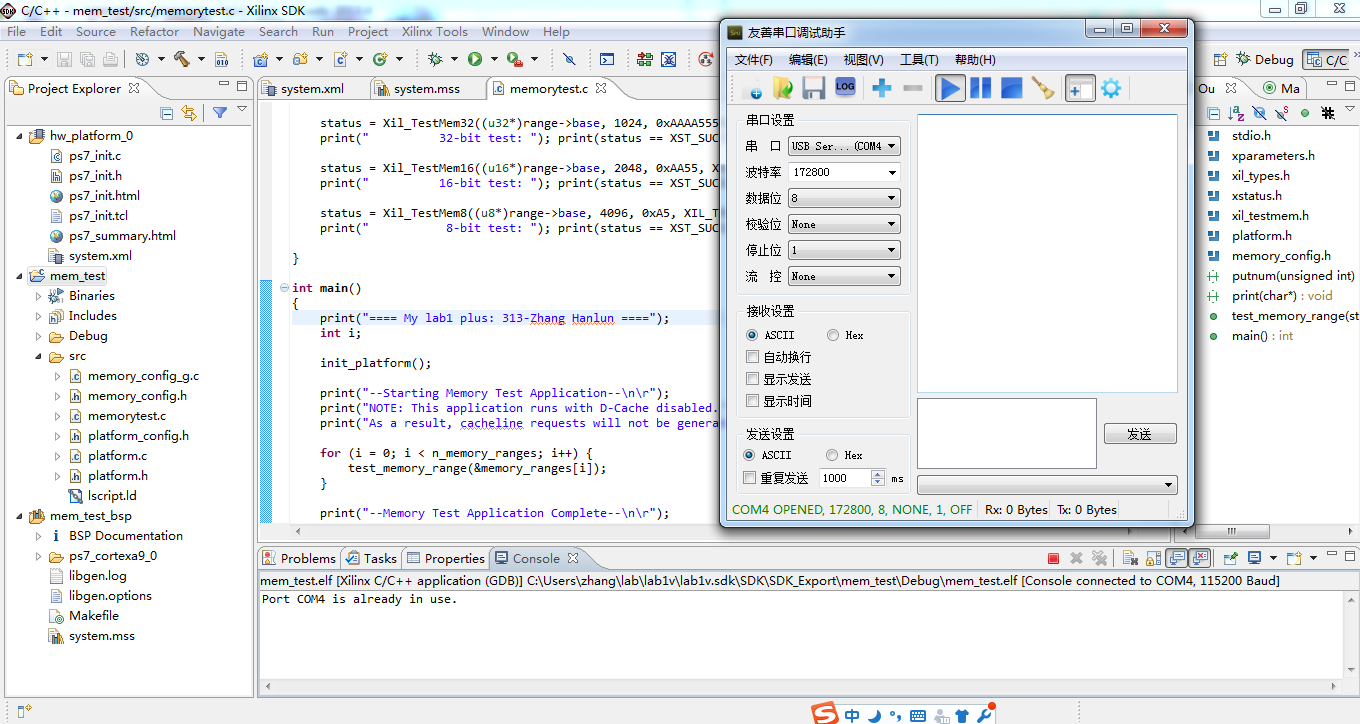 C/C++ - mem_test/src/memorytest.c - Xilinx SDK
File Edit Source Refactor Navigate Search Run Project Xilinx Tools Window Help
Debug C/C
Project Explorer
hw_platform_0
ps7_init.c
ps7_init.h
ps7_init.html
ps7_init.tcl
ps7_summary.html
system.xml
mem_test
Binaries
Includes
Debug
src
memory_config_g.c
memory_config.h
memorytest.c
platform_config.h
platform.c
platform.h
lscript.ld
mem_test_bsp
BSP Documentation
ps7_cortexa9_0
libgen.log
libgen.options
Makefile
system.mss
system.xml system.mss memorytest.c
status = Xil_TestMem32((u32*)range->base, 1024, 0xAAAA555
print("          32-bit test: "); print(status == XST_SUC
status = Xil_TestMem16((u16*)range->base, 2048, 0xAA55, X
print("          16-bit test: "); print(status == XST_SUC
status = Xil_TestMem8((u8*)range->base, 4096, 0xA5, XIL_T
print("           8-bit test: "); print(status == XST_SUC
}
int main()
{
print("==== My lab1 plus: 313-Zhang Hanlun ====");
int i;
init_platform();
print("--Starting Memory Test Application--\n\r");
print("NOTE: This application runs with D-Cache disabled.
print("As a result, cacheline requests will not be genera
for (i = 0; i < n_memory_ranges; i++) {
test_memory_range(&memory_ranges[i]);
}
print("--Memory Test Application Complete--\n\r");
友善串口调试助手
文件(F) 编辑(E) 视图(V) 工具(T) 帮助(H)
LOG
串口设置
串 口 USB Ser... (COM4
波特率 172800
数据位 8
校验位 None
停止位 1
流 控 None
接收设置
ASCII Hex
自动换行
显示发送
显示时间
发送设置
ASCII Hex
重复发送 1000 ms
发送
COM4 OPENED, 172800, 8, NONE, 1, OFF Rx: 0 Bytes Tx: 0 Bytes
Ou Ma
stdio.h
xparameters.h
xil_types.h
xstatus.h
xil_testmem.h
platform.h
memory_config.h
putnum(unsigned int)
print(char*) : void
test_memory_range(st
main() : int
Problems Tasks Properties Console
mem_test.elf [Xilinx C/C++ application (GDB)] C:\Users\zhang\lab\lab1v\lab1v.sdk\SDK\SDK_Export\mem_test\Debug\mem_test.elf [Console connected to COM4, 115200 Baud]
Port COM4 is already in use.
S 中